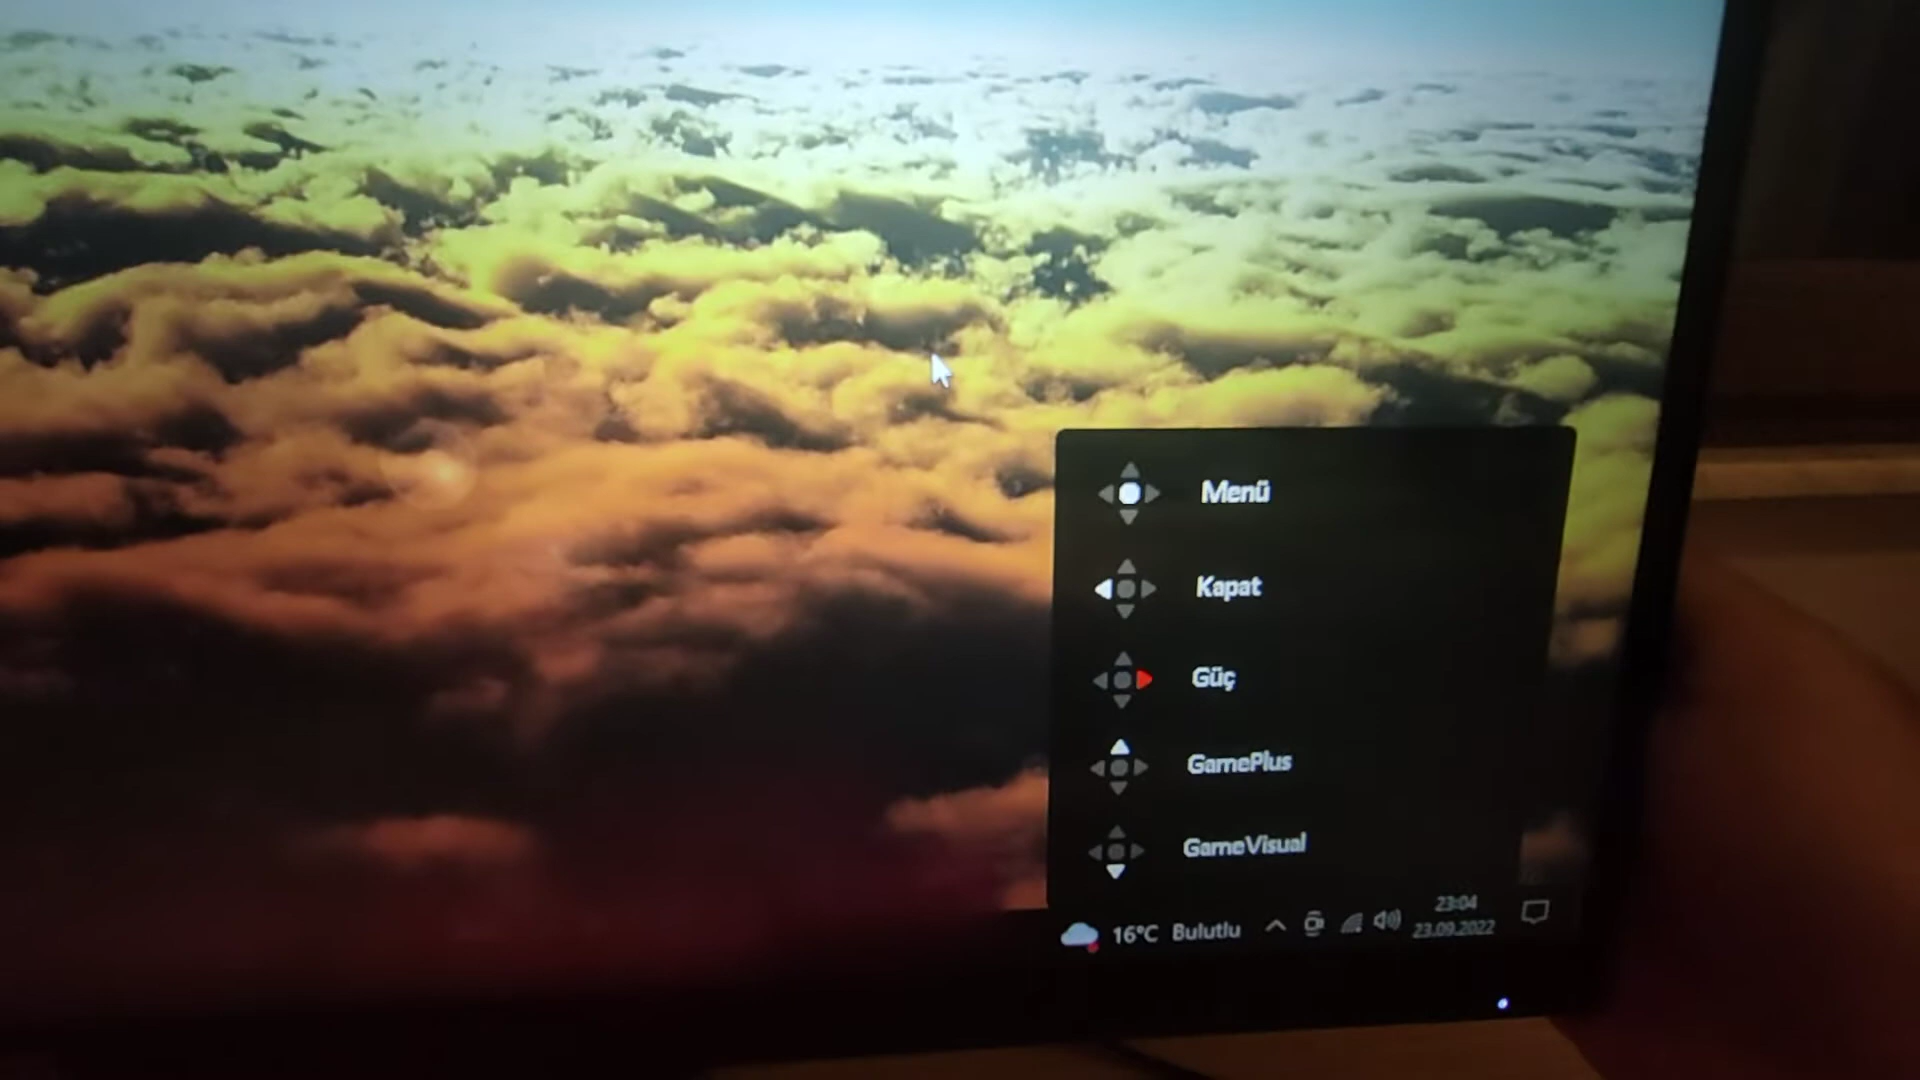 Menü
Kapat
Güç
GamePlus
GameVisual
16°C Bulutlu
23:04
23.09.2022